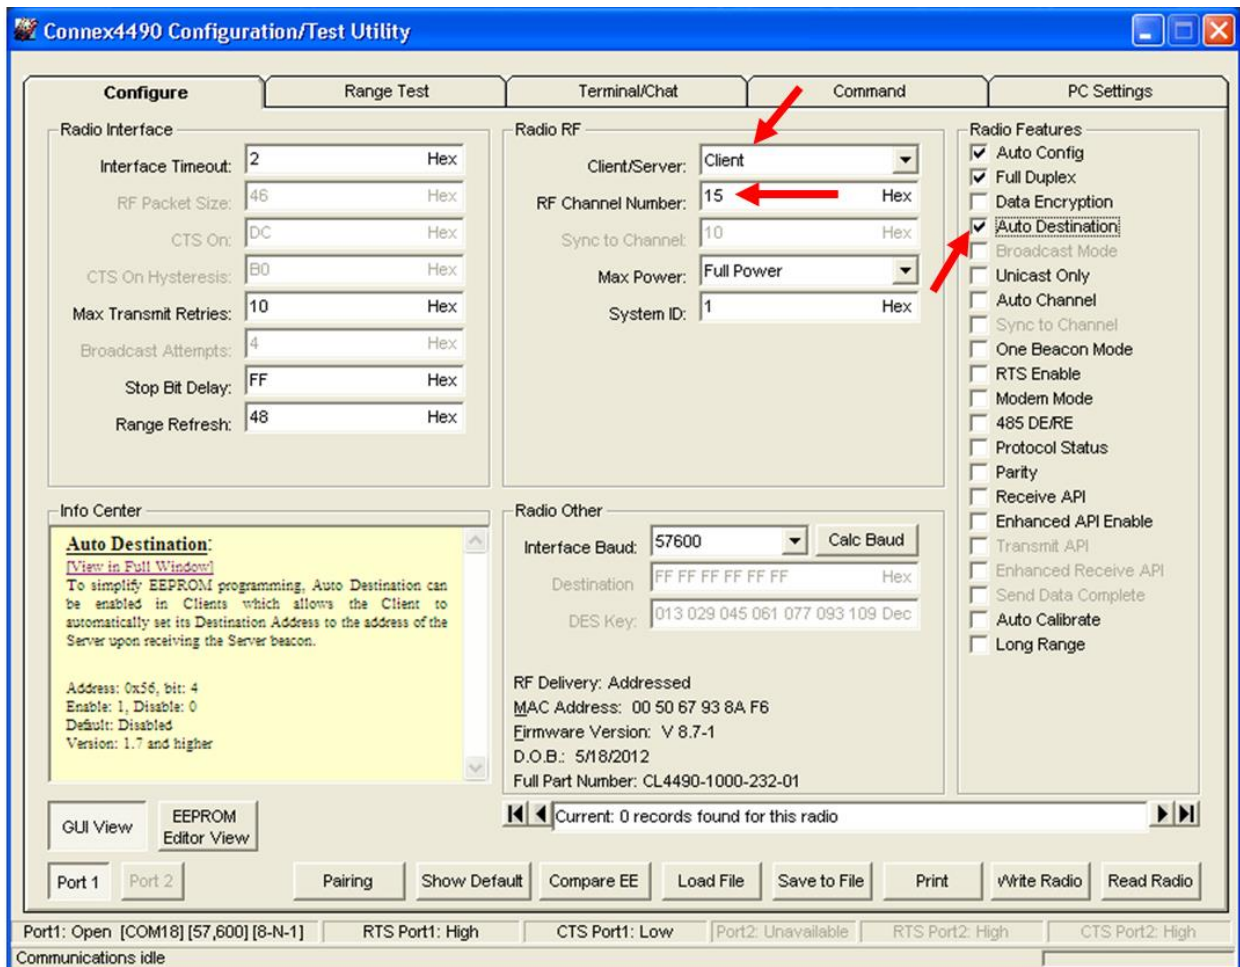 Connex4490 Configuration/Test Utility
Configure
Range Test
Terminal/Chat
Command
PC Settings
Radio Interface
Interface Timeout: 2 Hex
RF Packet Size: 46 Hex
CTS On: DC Hex
CTS On Hysteresis: B0 Hex
Max Transmit Retries: 10 Hex
Broadcast Attempts: 4 Hex
Stop Bit Delay: FF Hex
Range Refresh: 48 Hex
Radio RF
Client/Server: Client
RF Channel Number: 15 Hex
Sync to Channel: 10 Hex
Max Power: Full Power
System ID: 1 Hex
Radio Features
Auto Config
Full Duplex
Data Encryption
Auto Destination
Broadcast Mode
Unicast Only
Auto Channel
Sync to Channel
One Beacon Mode
RTS Enable
Modem Mode
485 DE/RE
Protocol Status
Parity
Receive API
Enhanced API Enable
Transmit API
Enhanced Receive API
Send Data Complete
Auto Calibrate
Long Range
Info Center
Auto Destination:
[View in Full Window]
To simplify EEPROM programming, Auto Destination can
be enabled in Clients which allows the Client to
automatically set its Destination Address to the address of the
Server upon receiving the Server beacon.
Address: 0x56, bit: 4
Enable: 1, Disable: 0
Default: Disabled
Version: 1.7 and higher
Radio Other
Interface Baud: 57600 Calc Baud
Destination FF FF FF FF FF FF Hex
DES Key: 013 029 045 061 077 093 109 Dec
RF Delivery: Addressed
MAC Address: 00 50 67 93 8A F6
Firmware Version: V 8.7-1
D.O.B.: 5/18/2012
Full Part Number: CL4490-1000-232-01
Current: 0 records found for this radio
GUI View
EEPROM
Editor View
Port 1
Port 2
Pairing
Show Default
Compare EE
Load File
Save to File
Print
Write Radio
Read Radio
Port1: Open [COM18] [57,600] [8-N-1]
RTS Port1: High
CTS Port1: Low
Port2: Unavailable
RTS Port2: High
CTS Port2: High
Communications idle